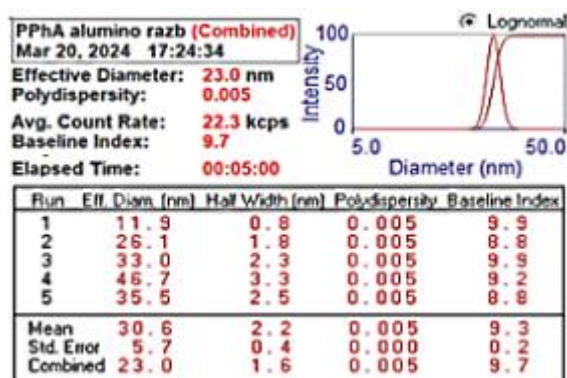 PPhA alumino razb (Combined)
Mar 20, 2024 17:24:34
Effective Diameter: 23.0 nm
Polydispersity: 0.005
Avg. Count Rate: 22.3 kcps
Baseline Index: 9.7
Elapsed Time: 00:05:00
Lognormal
100
50
0
Intensity
5.0 50.0
Diameter (nm)
Run Eff. Diam. (nm) Half Width (nm) Polydispersity Baseline Index
1 11.9 0.8 0.005 9.9
2 26.1 1.8 0.005 8.8
3 33.0 2.3 0.005 9.9
4 46.7 3.3 0.005 9.2
5 35.5 2.5 0.005 8.8
Mean 30.6 2.2 0.005 9.3
Std. Error 5.7 0.4 0.000 0.2
Combined 23.0 1.6 0.005 9.7